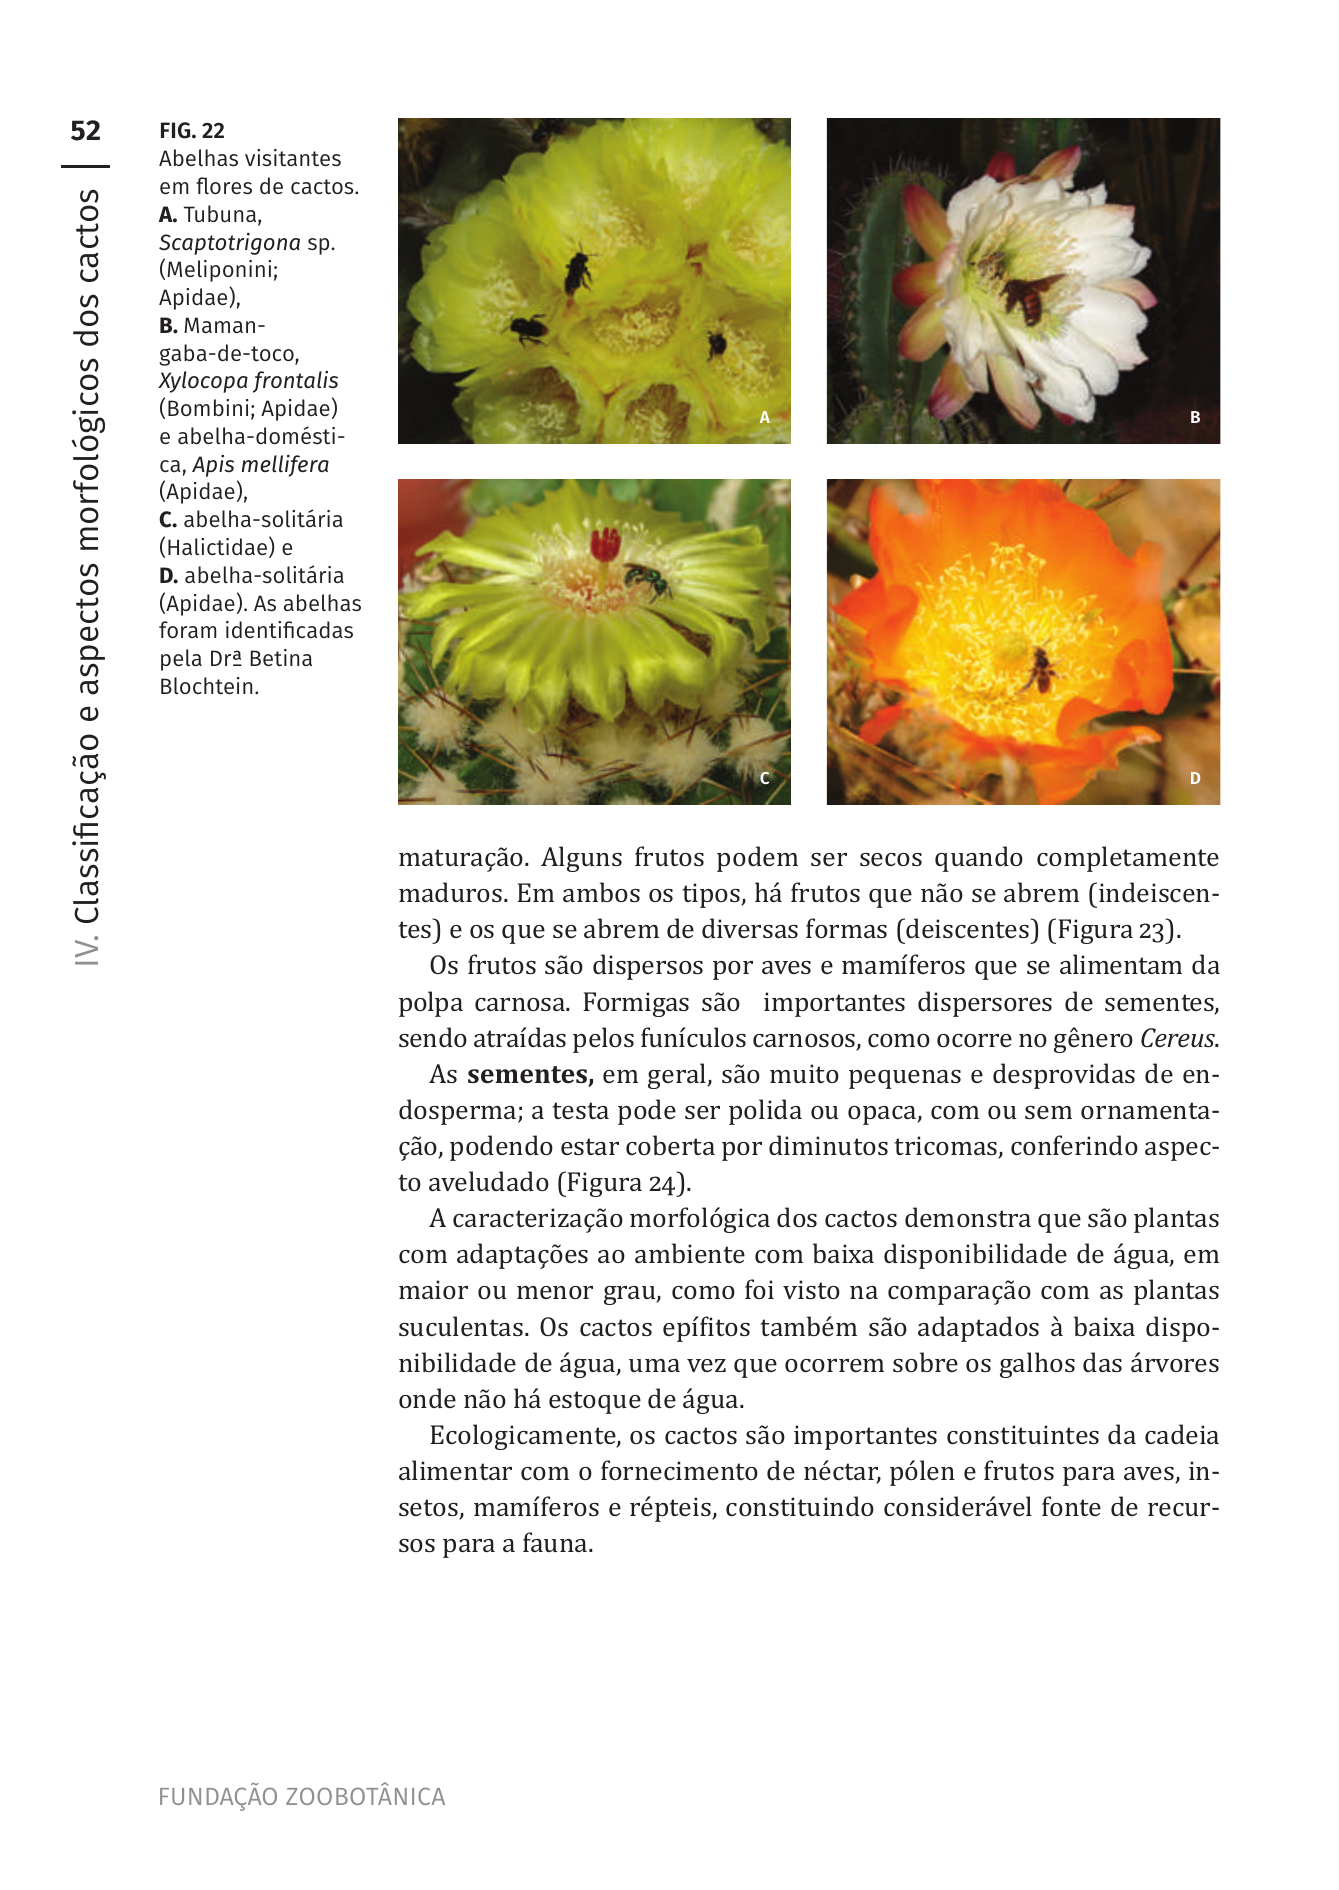 52
IV. Classificação e aspectos morfológicos dos cactos
FIG. 22
Abelhas visitantes
em flores de cactos.
A. Tubuna,
Scaptotrigona sp.
(Meliponini;
Apidae),
B. Maman-
gaba-de-toco,
Xylocopa frontalis
(Bombini; Apidae)
e abelha-domésti-
ca, Apis mellifera
(Apidae),
C. abelha-solitária
(Halictidae) e
D. abelha-solitária
(Apidae). As abelhas
foram identificadas
pela Drª Betina
Blochtein.
A
B
C
D
maturação. Alguns frutos podem ser secos quando completamente
maduros. Em ambos os tipos, há frutos que não se abrem (indeiscen-
tes) e os que se abrem de diversas formas (deiscentes) (Figura 23).
Os frutos são dispersos por aves e mamíferos que se alimentam da
polpa carnosa. Formigas são importantes dispersores de sementes,
sendo atraídas pelos funículos carnosos, como ocorre no gênero Cereus.
As sementes, em geral, são muito pequenas e desprovidas de en-
dosperma; a testa pode ser polida ou opaca, com ou sem ornamenta-
ção, podendo estar coberta por diminutos tricomas, conferindo aspec-
to aveludado (Figura 24).
A caracterização morfológica dos cactos demonstra que são plantas
com adaptações ao ambiente com baixa disponibilidade de água, em
maior ou menor grau, como foi visto na comparação com as plantas
suculentas. Os cactos epífitos também são adaptados à baixa dispo-
nibilidade de água, uma vez que ocorrem sobre os galhos das árvores
onde não há estoque de água.
Ecologicamente, os cactos são importantes constituintes da cadeia
alimentar com o fornecimento de néctar, pólen e frutos para aves, in-
setos, mamíferos e répteis, constituindo considerável fonte de recur-
sos para a fauna.
FUNDAÇÃO ZOOBOTÂNICA